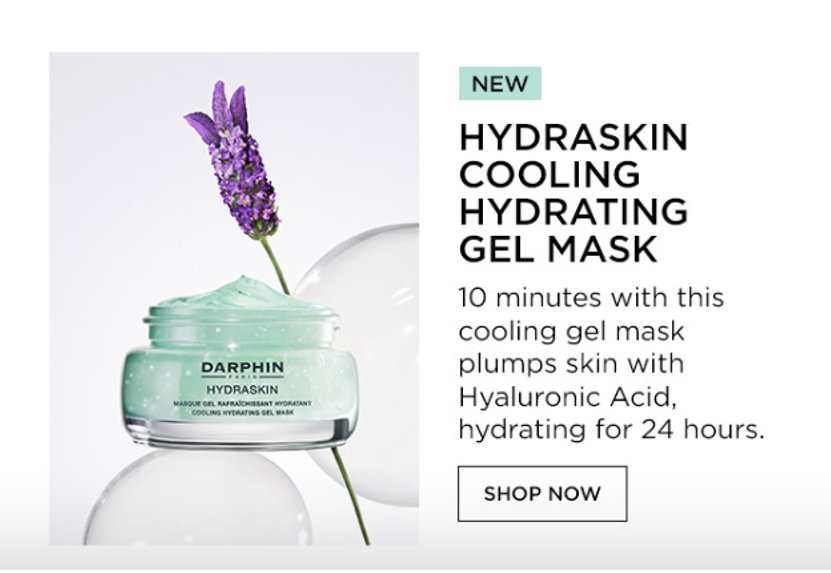 NEW
HYDRASKIN
COOLING
HYDRATING
GEL MASK
10 minutes with this
cooling gel mask
plumps skin with
Hyaluronic Acid,
hydrating for 24 hours.
SHOP NOW
DARPHIN
PARIS
HYDRASKIN
MASQUE GEL RAFRAÎCHISSANT HYDRATANT
COOLING HYDRATING GEL MASK